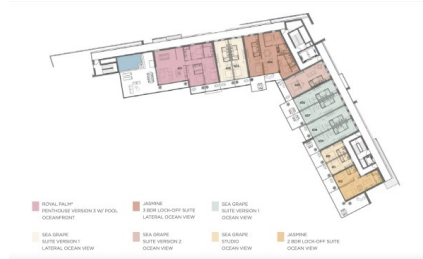 ROYAL PALM*
PENTHOUSE VERSION 3 W/ POOL
OCEANFRONT
JASMINE
3 BDR LOCK-OFF SUITE
LATERAL OCEAN VIEW
SEA GRAPE
SUITE VERSION 1
OCEAN VIEW
SEA GRAPE
SUITE VERSION 1
LATERAL OCEAN VIEW
SEA GRAPE
SUITE VERSION 2
OCEAN VIEW
SEA GRAPE
STUDIO
OCEAN VIEW
JASMINE
2 BDR LOCK-OFF SUITE
OCEAN VIEW